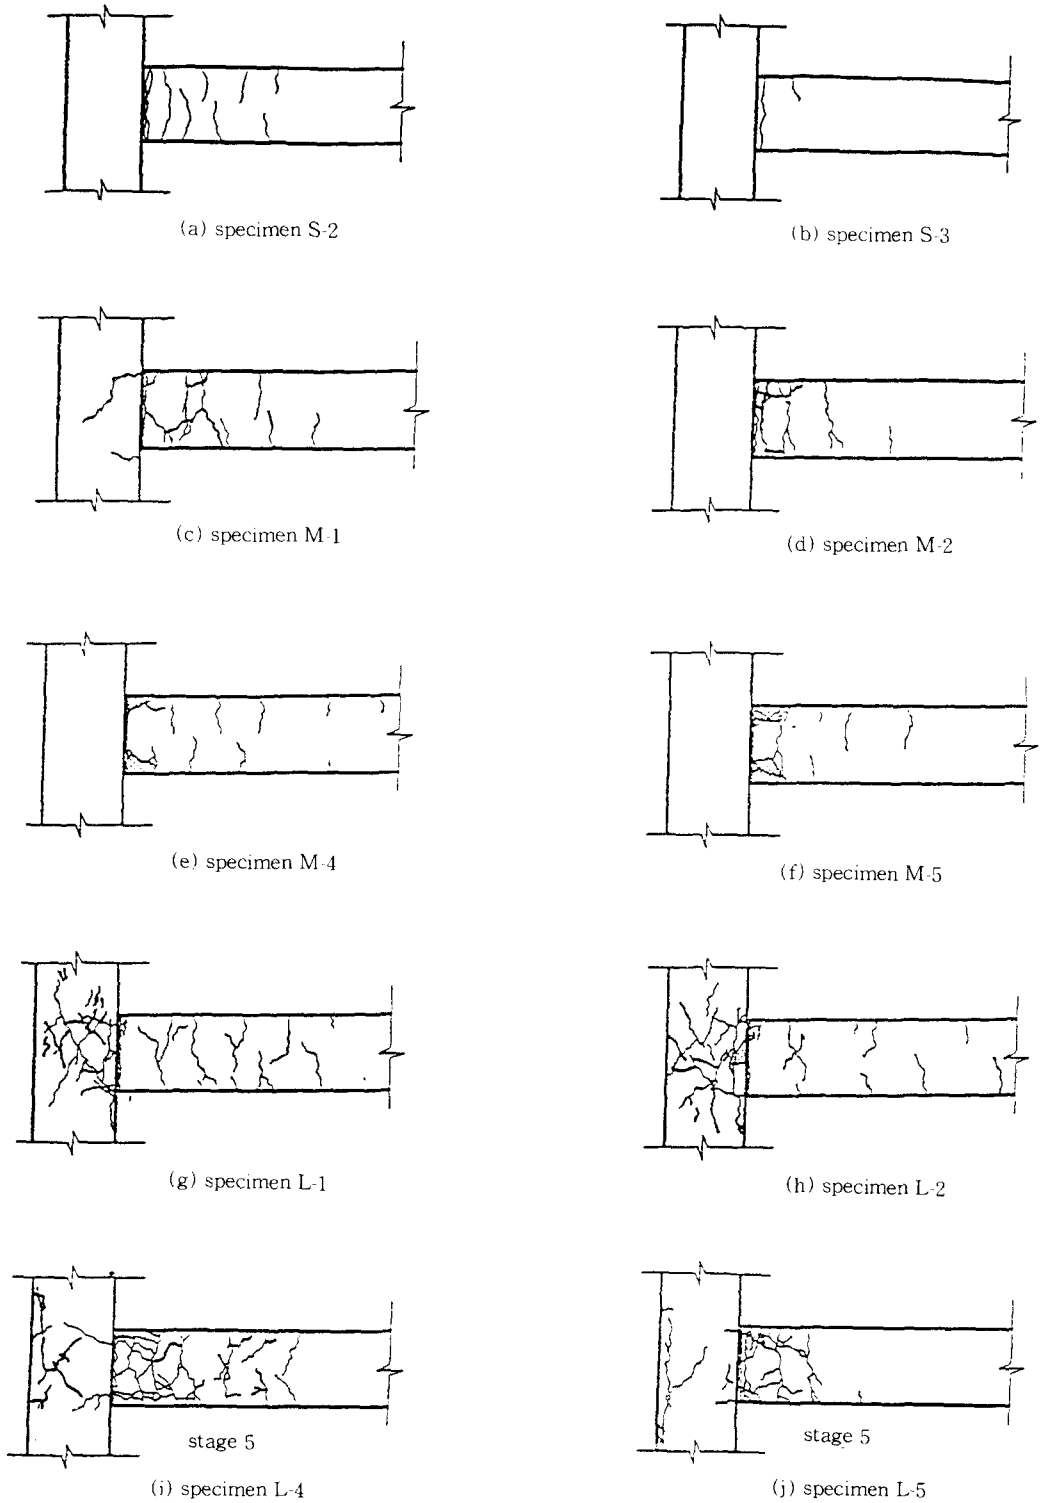 (a) specimen S-2
(b) specimen S-3
(c) specimen M-1
(d) specimen M-2
(e) specimen M-4
(f) specimen M-5
(g) specimen L-1
(h) specimen L-2
stage 5
stage 5
(i) specimen L-4
(j) specimen L-5